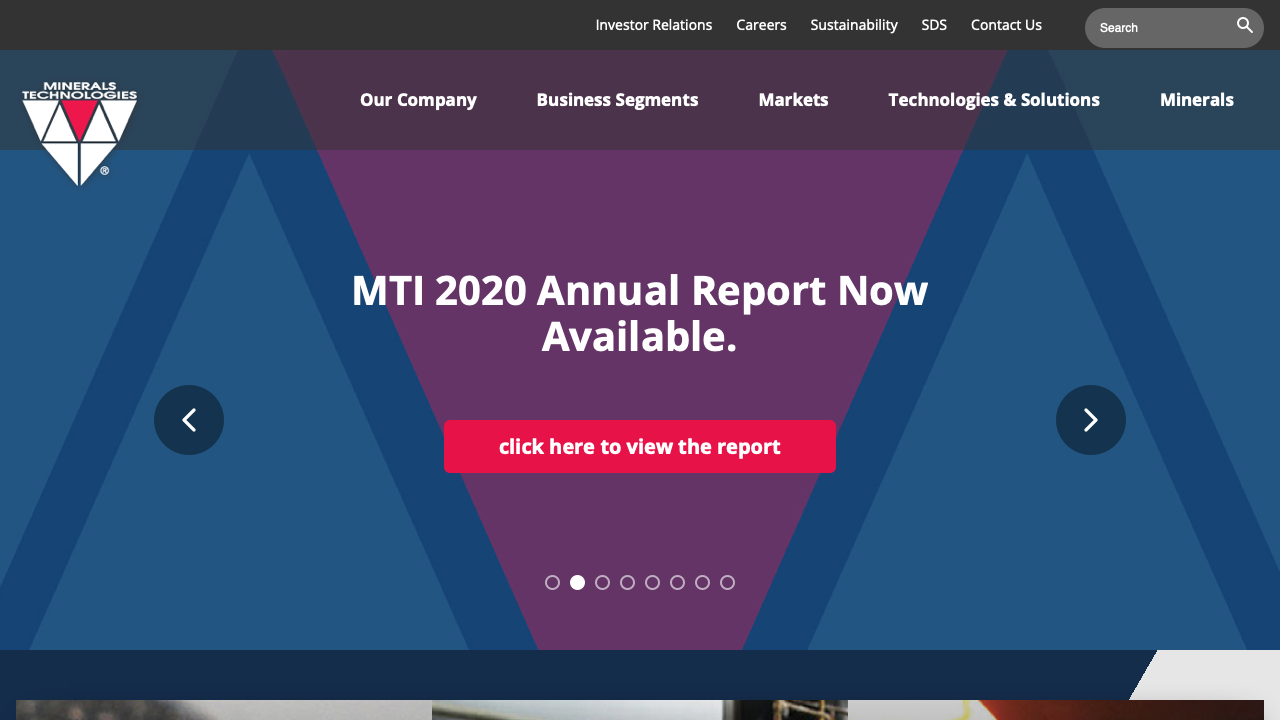 Investor Relations Careers Sustainability SDS Contact Us Search
MINERALS
TECHNOLOGIES
®
Our Company Business Segments Markets Technologies & Solutions Minerals
MTI 2020 Annual Report Now
Available.
click here to view the report